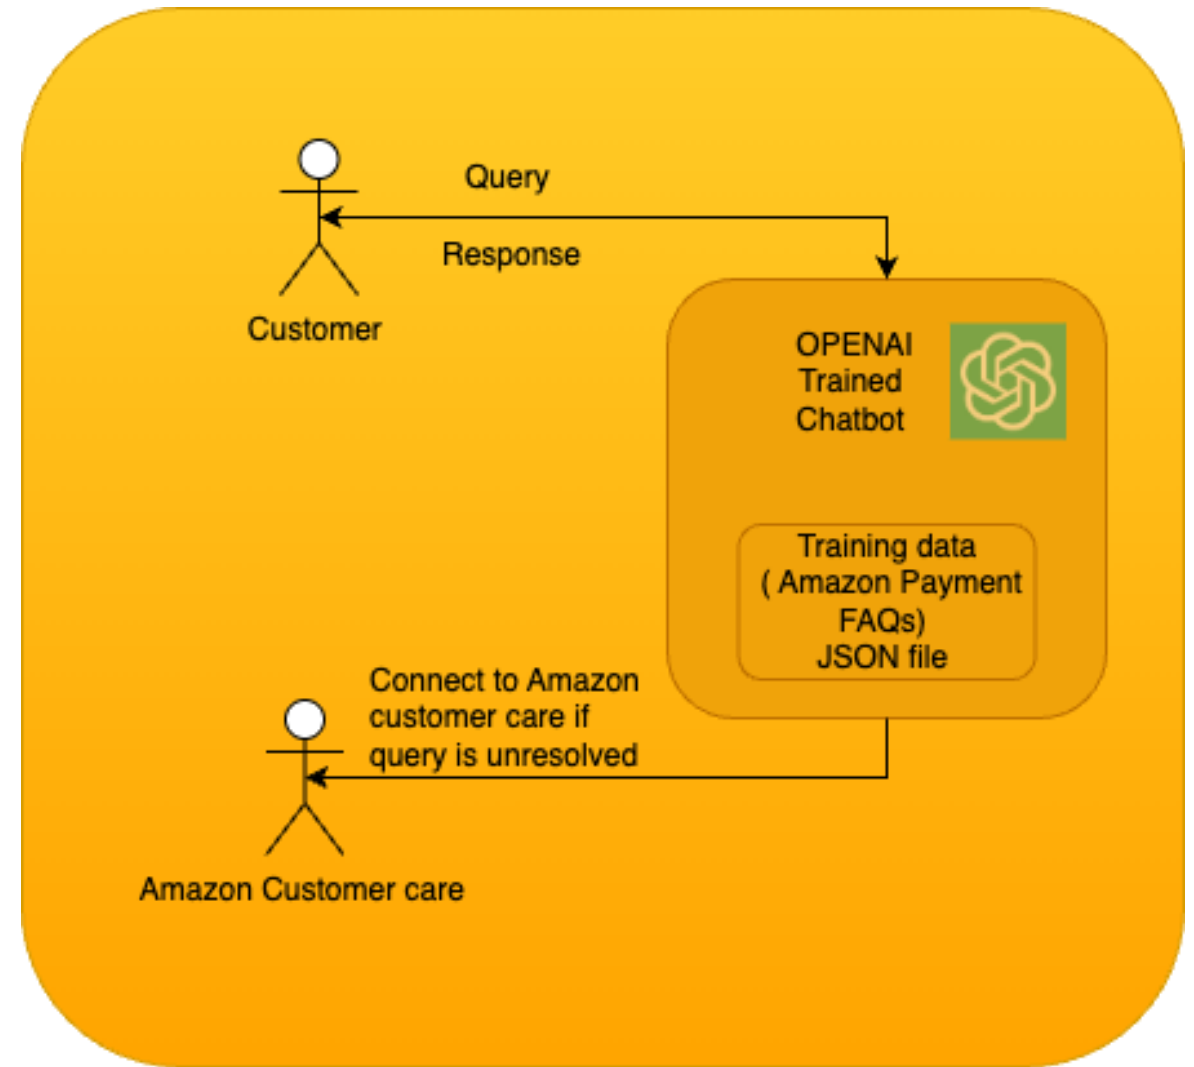 Query
Response
Customer
OPENAI
Trained
Chatbot
Training data
( Amazon Payment
FAQs)
JSON file
Connect to Amazon
customer care if
query is unresolved
Amazon Customer care